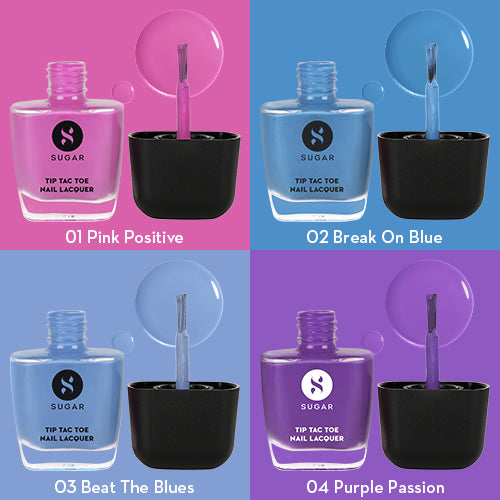 SUGAR
TIP TAC TOE
NAIL LACQUER
01 Pink Positive
SUGAR
TIP TAC TOE
NAIL LACQUER
02 Break On Blue
SUGAR
TIP TAC TOE
NAIL LACQUER
03 Beat The Blues
SUGAR
TIP TAC TOE
NAIL LACQUER
04 Purple Passion